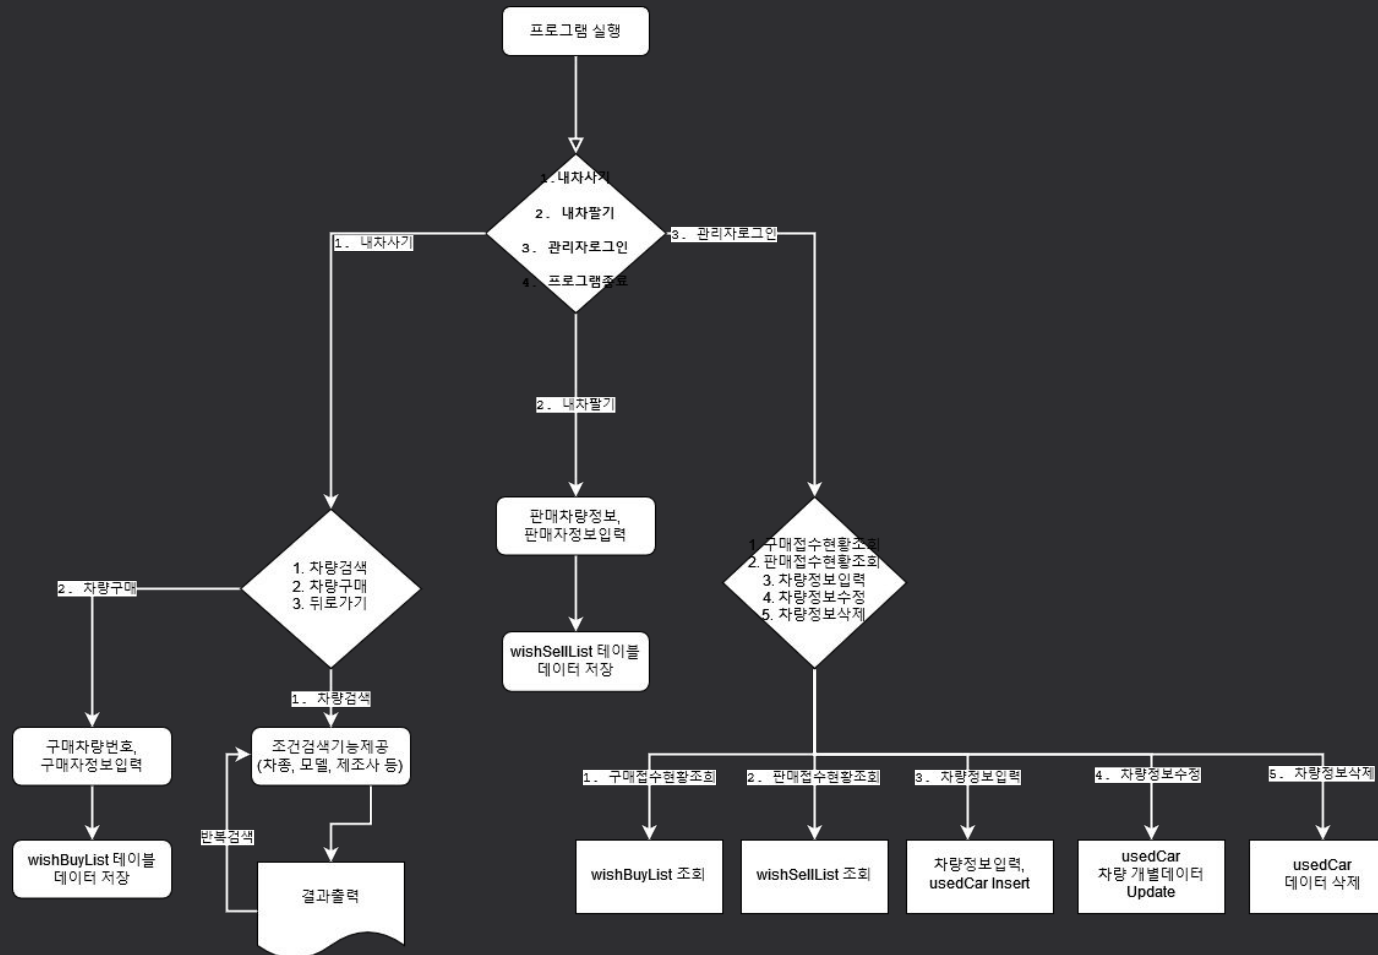 프로그램 실행
1. 내차사기
2. 내차팔기
3. 관리자로그인
4. 프로그램종료
1. 내차사기
3. 관리자로그인
2. 내차팔기
판매차량정보,
판매자정보입력
wishSellList 테이블
데이터 저장
1. 차량검색
2. 차량구매
3. 뒤로가기
2. 차량구매
1. 차량검색
구매차량번호,
구매자정보입력
wishBuyList 테이블
데이터 저장
조건검색기능제공
(차종, 모델, 제조사 등)
반복검색
결과출력
1. 구매접수현황조회
2. 판매접수현황조회
3. 차량정보입력
4. 차량정보수정
5. 차량정보삭제
1. 구매접수현황조회
2. 판매접수현황조회
3. 차량정보입력
4. 차량정보수정
5. 차량정보삭제
wishBuyList 조회
wishSellList 조회
차량정보입력,
usedCar Insert
usedCar
차량 개별데이터
Update
usedCar
데이터 삭제